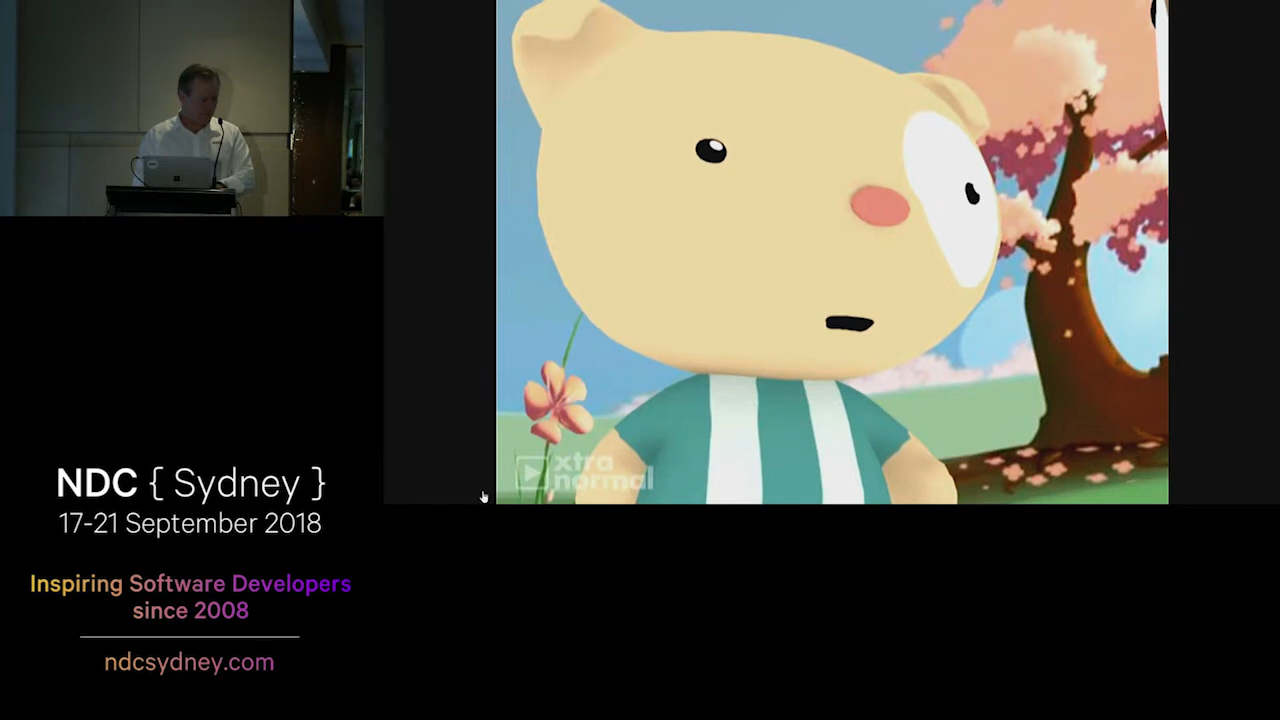 xtra
normal
NDC { Sydney }
17-21 September 2018
Inspiring Software Developers
since 2008
ndcsydney.com